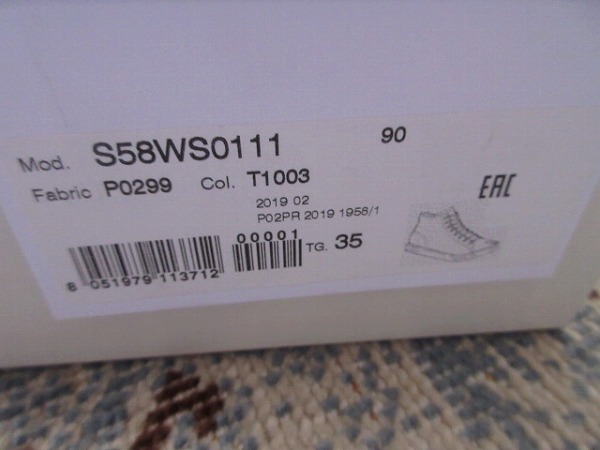 Mod. S58WS0111 90
Fabric P0299 Col. T1003
EAC
2019 02
P02PR 2019 1958/1
00001
TG. 35
8 051979 113712